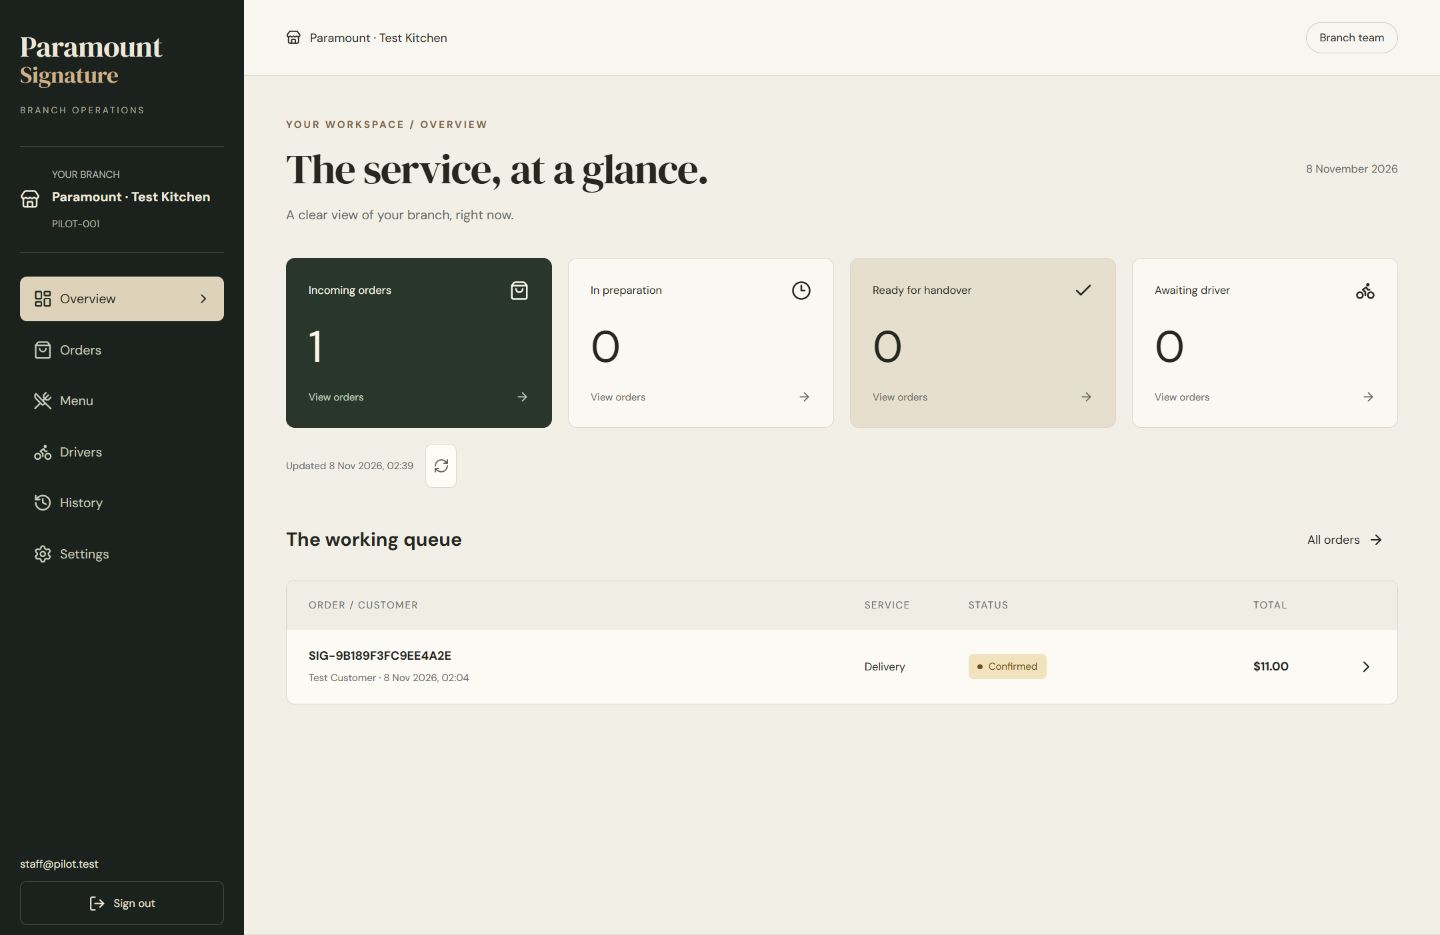 Paramount
Signature
BRANCH OPERATIONS
YOUR BRANCH
Paramount · Test Kitchen
PILOT-001
Overview
Orders
Menu
Drivers
History
Settings
staff@pilot.test
Sign out
Paramount · Test Kitchen
Branch team
YOUR WORKSPACE / OVERVIEW
The service, at a glance.
8 November 2026
A clear view of your branch, right now.
Incoming orders
1
View orders
In preparation
0
View orders
Ready for handover
0
View orders
Awaiting driver
0
View orders
Updated 8 Nov 2026, 02:39
The working queue
All orders
ORDER / CUSTOMER SERVICE STATUS TOTAL
SIG-9B189F3FC9EE4A2E
Test Customer · 8 Nov 2026, 02:04
Delivery
Confirmed
$11.00